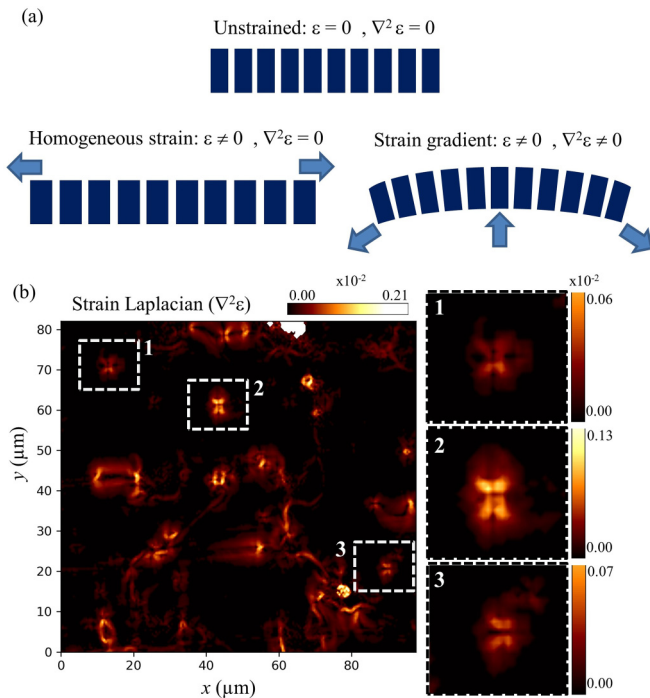 (a)
Unstrained: ε = 0 , ∇²ε = 0
Homogeneous strain: ε ≠ 0 , ∇²ε = 0
Strain gradient: ε ≠ 0 , ∇²ε ≠ 0
(b)
Strain Laplacian (∇²ε)
x10⁻²
0.00 0.21
80
70
60
50
40
30
20
10
0
y (μm)
0 20 40 60 80
x (μm)
1
2
3
x10⁻²
1
0.06
0.00
2
0.13
0.00
3
0.07
0.00